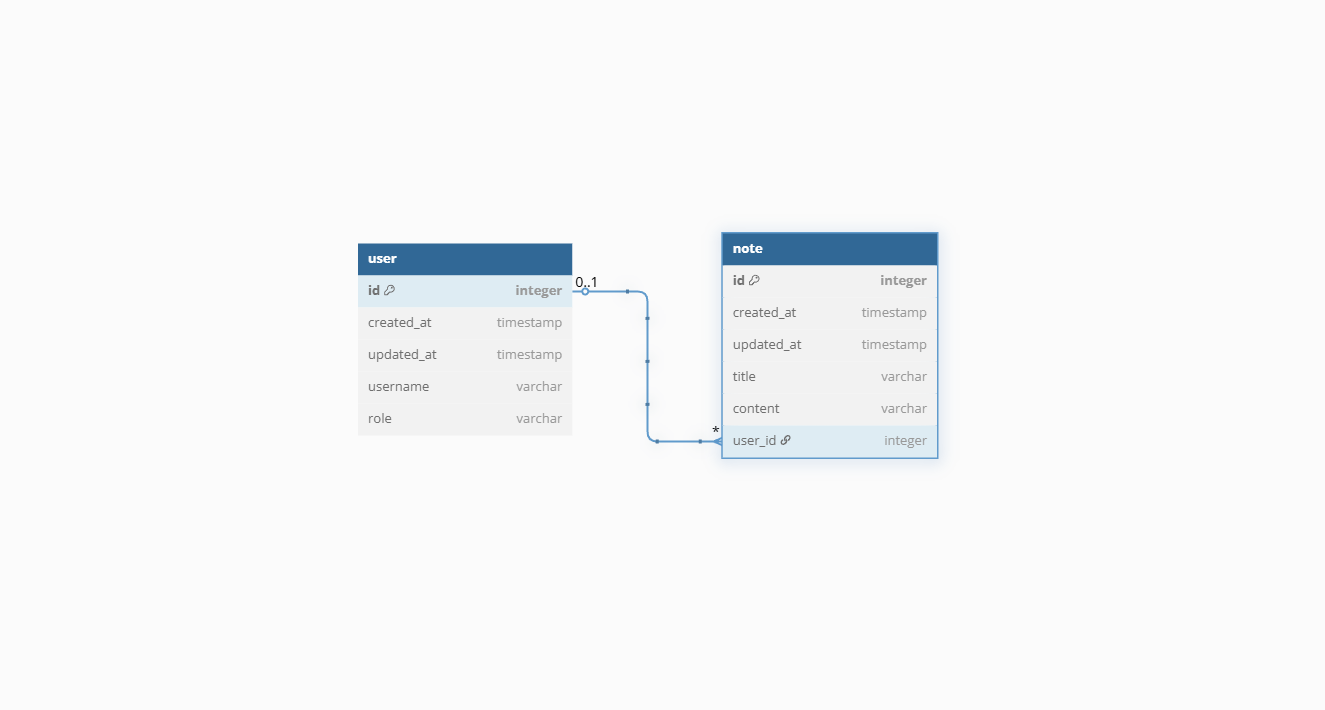 user
id integer
created_at timestamp
updated_at timestamp
username varchar
role varchar
0..1
*
note
id integer
created_at timestamp
updated_at timestamp
title varchar
content varchar
user_id integer